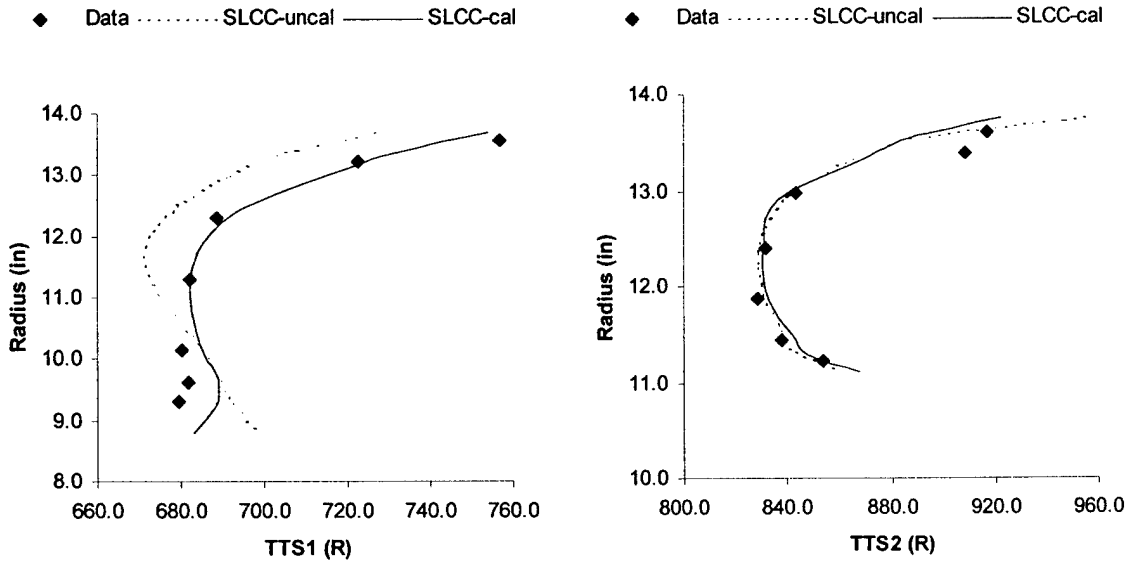 Data SLCC-uncal SLCC-cal
14.0
13.0
12.0
11.0
10.0
9.0
8.0
Radius (in)
660.0 680.0 700.0 720.0 740.0 760.0
TTS1 (R)
Data SLCC-uncal SLCC-cal
14.0
13.0
12.0
11.0
10.0
Radius (in)
800.0 840.0 880.0 920.0 960.0
TTS2 (R)